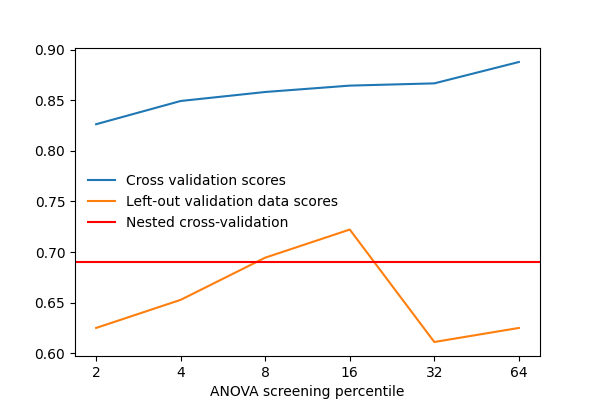 0.90
0.85
0.80
0.75
0.70
0.65
0.60
Cross validation scores
Left-out validation data scores
Nested cross-validation
2 4 8 16 32 64
ANOVA screening percentile